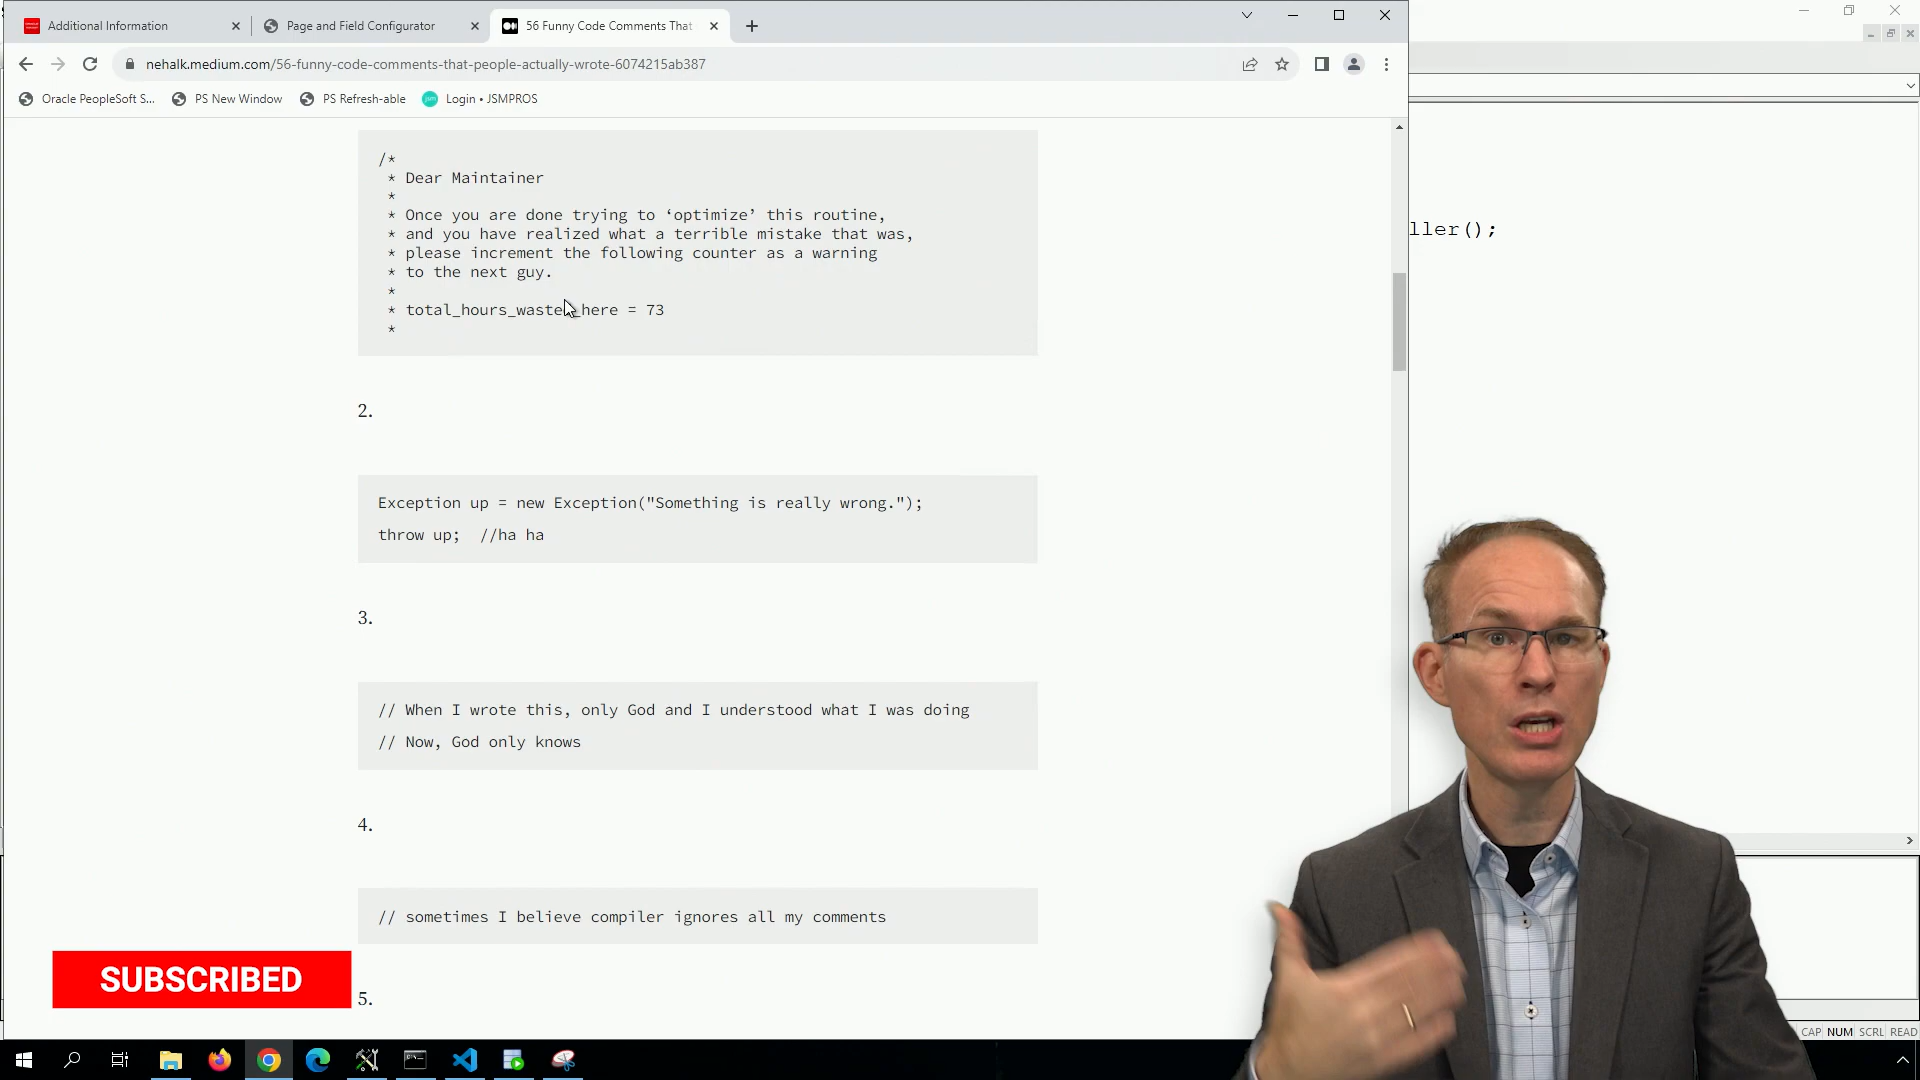 Additional Information
Page and Field Configurator
56 Funny Code Comments That
nehalk.medium.com/56-funny-code-comments-that-people-actually-wrote-6074215ab387
Oracle PeopleSoft S...
PS New Window
PS Refresh-able
Login • JSMPROS
/*
* Dear Maintainer
*
* Once you are done trying to ‘optimize’ this routine,
* and you have realized what a terrible mistake that was,
* please increment the following counter as a warning
* to the next guy.
*
* total_hours_wasted_here = 73
*
ller();
2.
Exception up = new Exception("Something is really wrong.");
throw up;  //ha ha
3.
// When I wrote this, only God and I understood what I was doing
// Now, God only knows
4.
// sometimes I believe compiler ignores all my comments
5.
SUBSCRIBED
CAP NUM SCRL READ